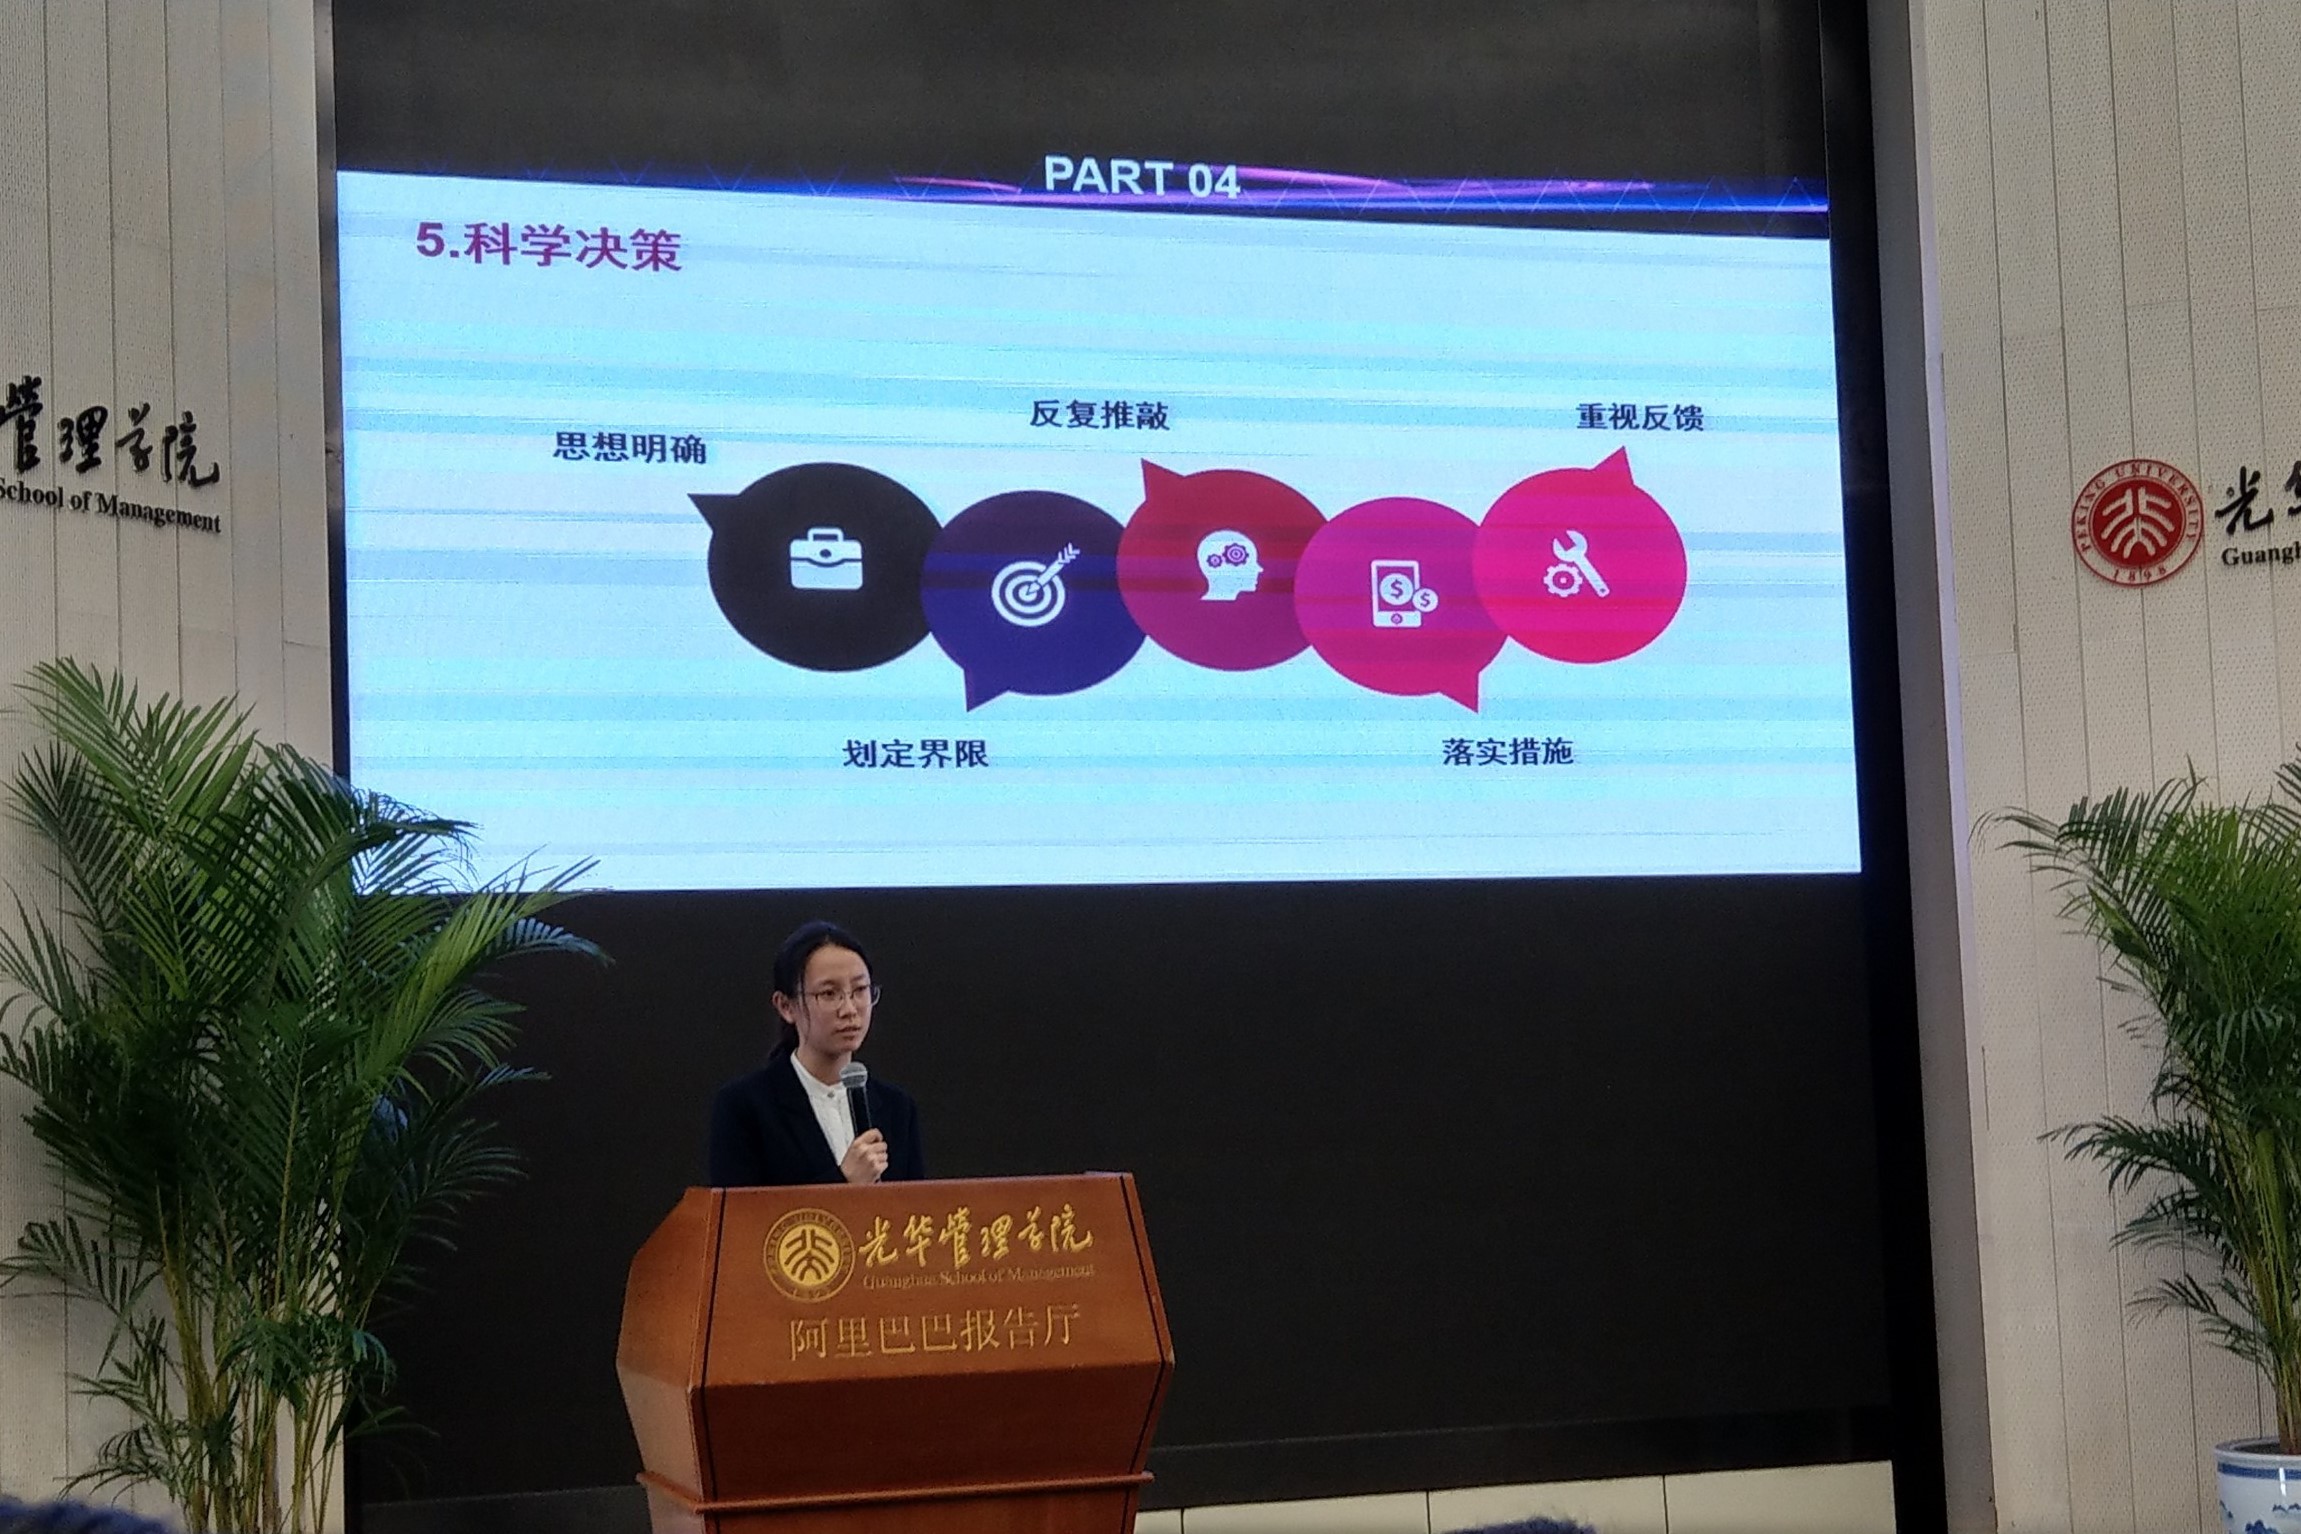 PART 04
5.科学决策
反复推敲
重视反馈
思想明确
划定界限
落实措施
管理学院
School of Management
PEKING UNIVERSITY
1898
光
Guangh
光华管理学院
Guanghua School of Management
1898
阿里巴巴报告厅